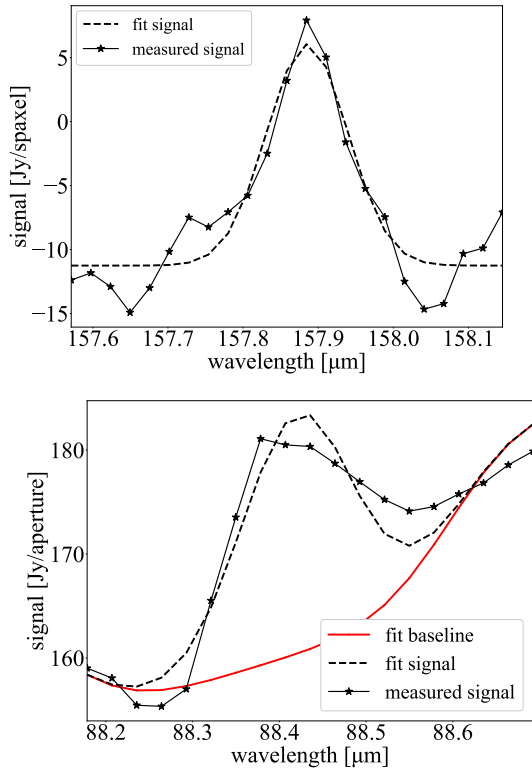 fit signal
measured signal
signal [Jy/spaxel]
5
0
−5
−10
−15
157.6 157.7 157.8 157.9 158.0 158.1
wavelength [μm]
signal [Jy/aperture]
180
170
160
fit baseline
fit signal
measured signal
88.2 88.3 88.4 88.5 88.6
wavelength [μm]